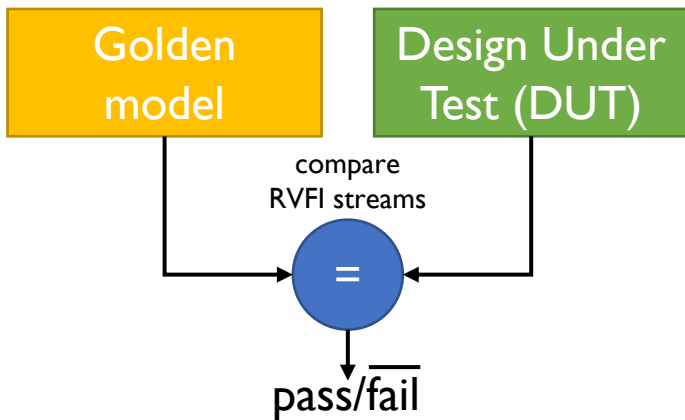 Golden
model
Design Under
Test (DUT)
compare
RVFI streams
=
pass/fail